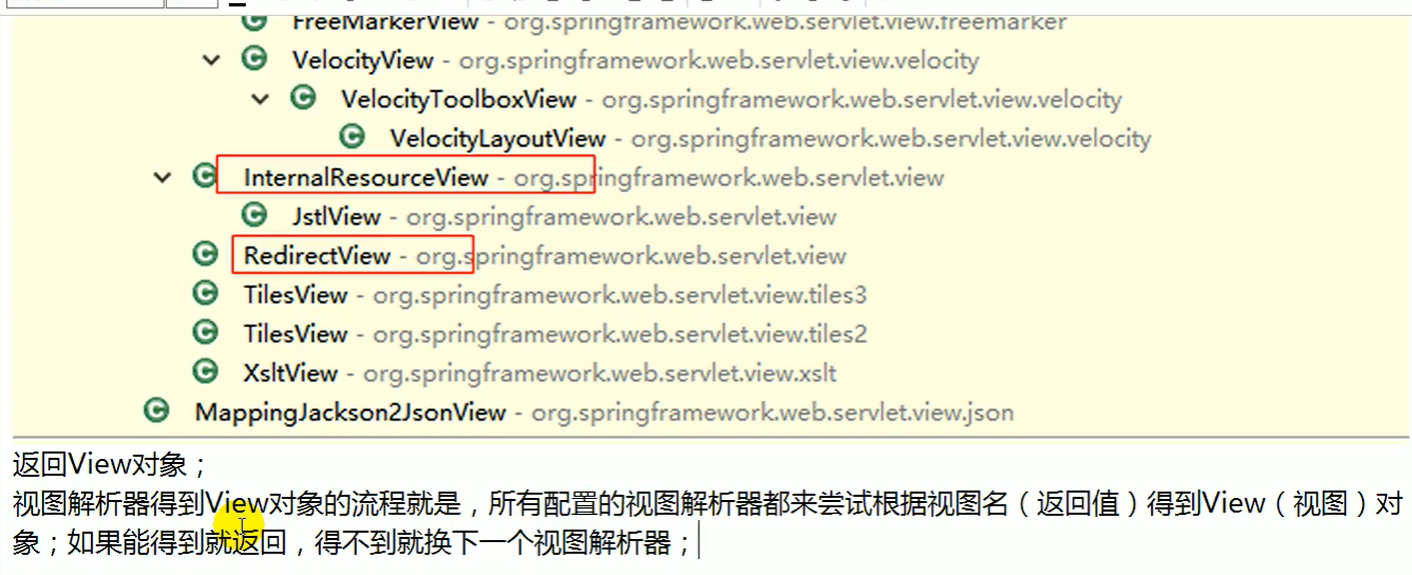 FreeMarkerView - org.springframework.web.servlet.view.freemarker
VelocityView - org.springframework.web.servlet.view.velocity
VelocityToolboxView - org.springframework.web.servlet.view.velocity
VelocityLayoutView - org.springframework.web.servlet.view.velocity
InternalResourceView - org.springframework.web.servlet.view
JstlView - org.springframework.web.servlet.view
RedirectView - org.springframework.web.servlet.view
TilesView - org.springframework.web.servlet.view.tiles3
TilesView - org.springframework.web.servlet.view.tiles2
XsltView - org.springframework.web.servlet.view.xslt
MappingJackson2JsonView - org.springframework.web.servlet.view.json
返回View对象；
视图解析器得到View对象的流程就是，所有配置的视图解析器都来尝试根据视图名（返回值）得到View（视图）对
象；如果能得到就返回，得不到就换下一个视图解析器；